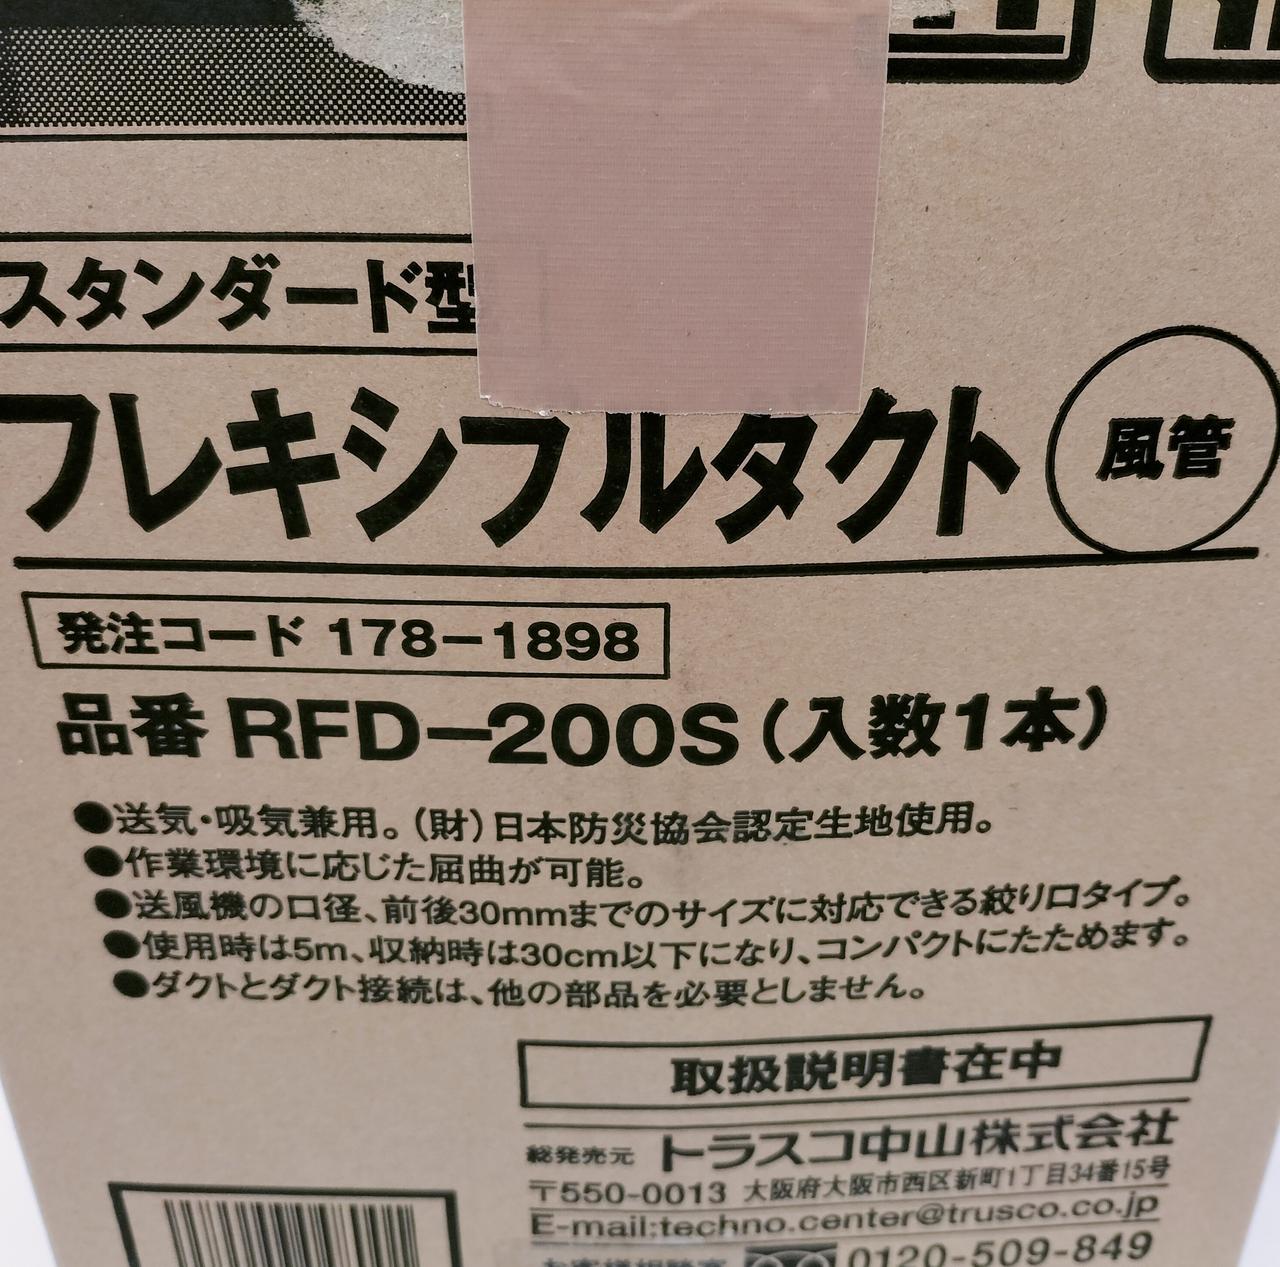 スタンダード型
フレキシブルダクト 風管
発注コード 178-1898
品番 RFD-200S(入数1本)
●送気・吸気兼用。(財)日本防災協会認定生地使用。
●作業環境に応じた屈曲が可能。
●送風機の口径、前後30mmまでのサイズに対応できる絞り口タイプ。
●使用時は5m、収納時は30cm以下になり、コンパクトにたためます。
●ダクトとダクト接続は、他の部品を必要としません。
取扱説明書在中
総発売元 トラスコ中山株式会社
〒550-0013 大阪府大阪市西区新町1丁目34番15号
E-mail:techno.center@trusco.co.jp
お客様相談室 0120-509-849